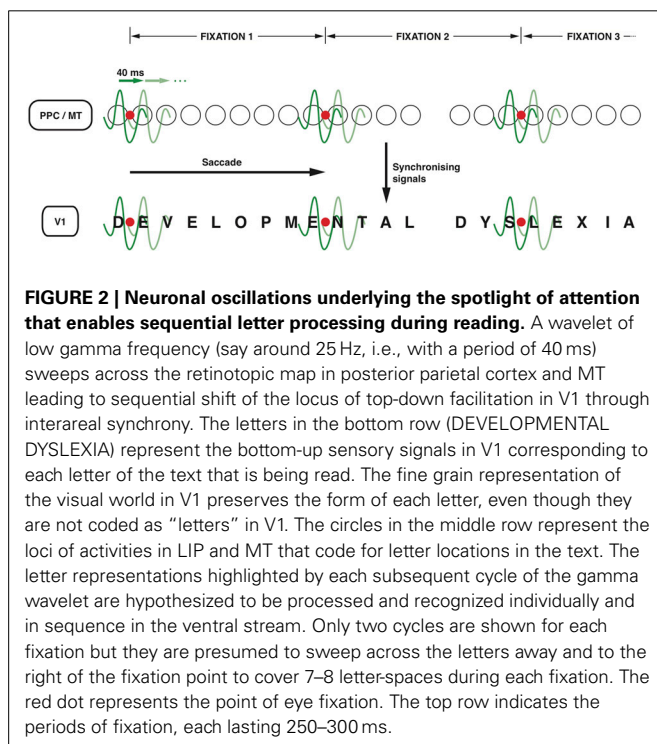 FIXATION 1 FIXATION 2 FIXATION 3
40 ms
...
PPC / MT
Saccade
Synchronising
signals
V1
D E V E L O P M E N T A L D Y S L E X I A
FIGURE 2 | Neuronal oscillations underlying the spotlight of attention
that enables sequential letter processing during reading. A wavelet of
low gamma frequency (say around 25 Hz, i.e., with a period of 40 ms)
sweeps across the retinotopic map in posterior parietal cortex and MT
leading to sequential shift of the locus of top-down facilitation in V1 through
interareal synchrony. The letters in the bottom row (DEVELOPMENTAL
DYSLEXIA) represent the bottom-up sensory signals in V1 corresponding to
each letter of the text that is being read. The fine grain representation of
the visual world in V1 preserves the form of each letter, even though they
are not coded as “letters” in V1. The circles in the middle row represent the
loci of activities in LIP and MT that code for letter locations in the text. The
letter representations highlighted by each subsequent cycle of the gamma
wavelet are hypothesized to be processed and recognized individually and
in sequence in the ventral stream. Only two cycles are shown for each
fixation but they are presumed to sweep across the letters away and to the
right of the fixation point to cover 7–8 letter-spaces during each fixation. The
red dot represents the point of eye fixation. The top row indicates the
periods of fixation, each lasting 250–300 ms.